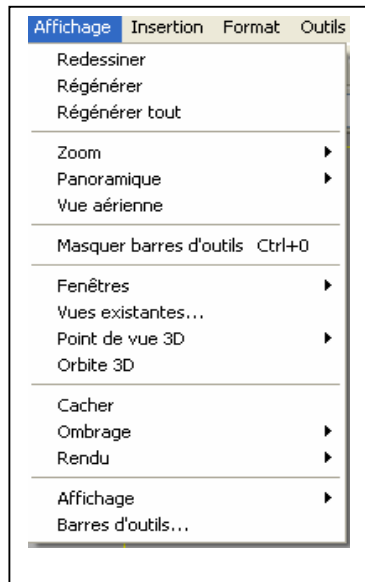 Affichage Insertion Format Outils
Redessiner
Régénérer
Régénérer tout
Zoom
Panoramique
Vue aérienne
Masquer barres d'outils Ctrl+0
Fenêtres
Vues existantes...
Point de vue 3D
Orbite 3D
Cacher
Ombrage
Rendu
Affichage
Barres d'outils...